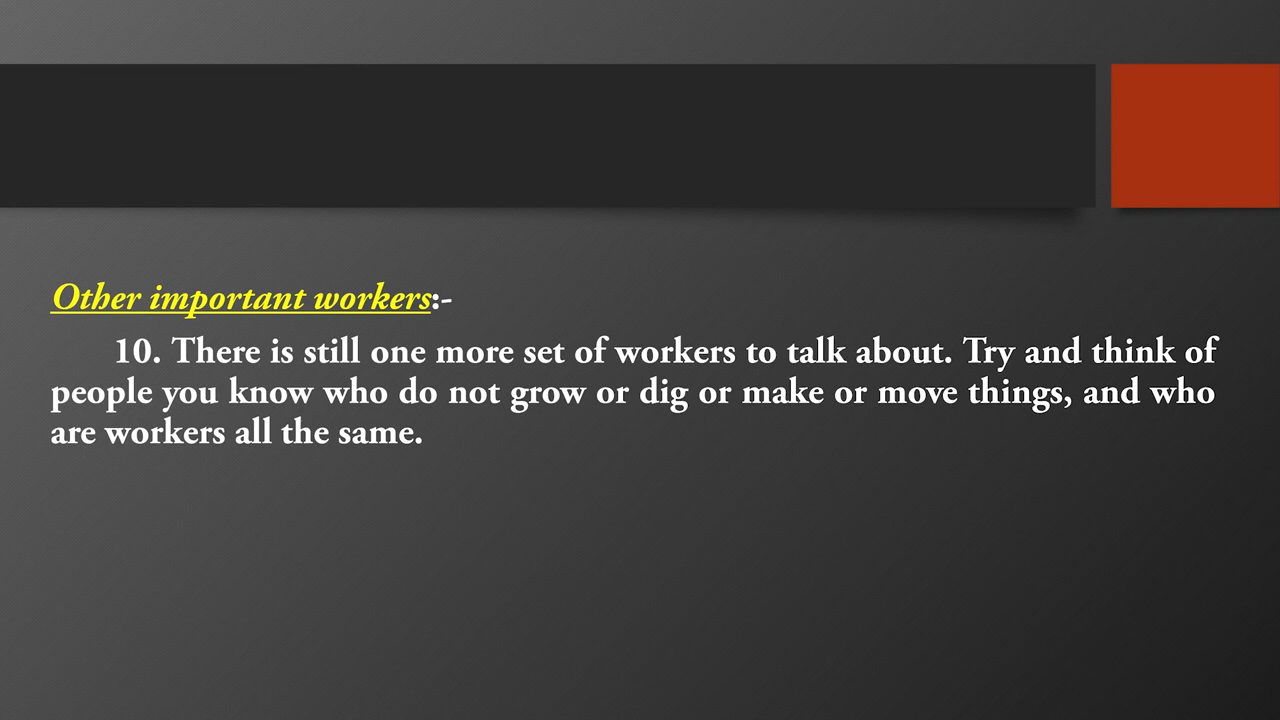 Other important workers:-
10. There is still one more set of workers to talk about. Try and think of
people you know who do not grow or dig or make or move things, and who
are workers all the same.